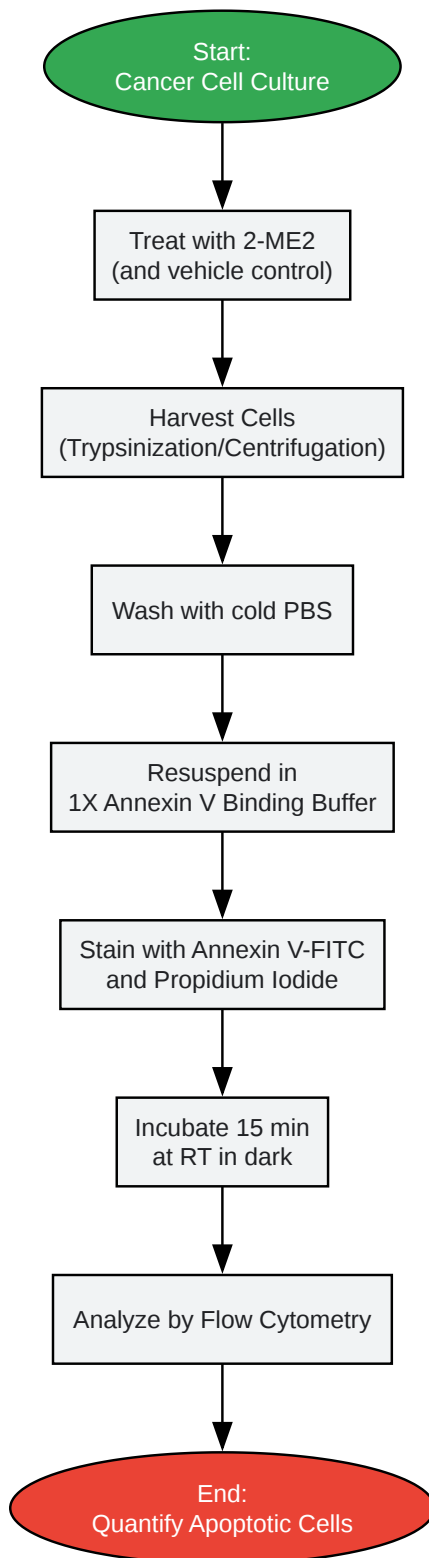 Start:
Cancer Cell Culture
Treat with 2-ME2
(and vehicle control)
Harvest Cells
(Trypsinization/Centrifugation)
Wash with cold PBS
Resuspend in
1X Annexin V Binding Buffer
Stain with Annexin V-FITC
and Propidium Iodide
Incubate 15 min
at RT in dark
Analyze by Flow Cytometry
End:
Quantify Apoptotic Cells